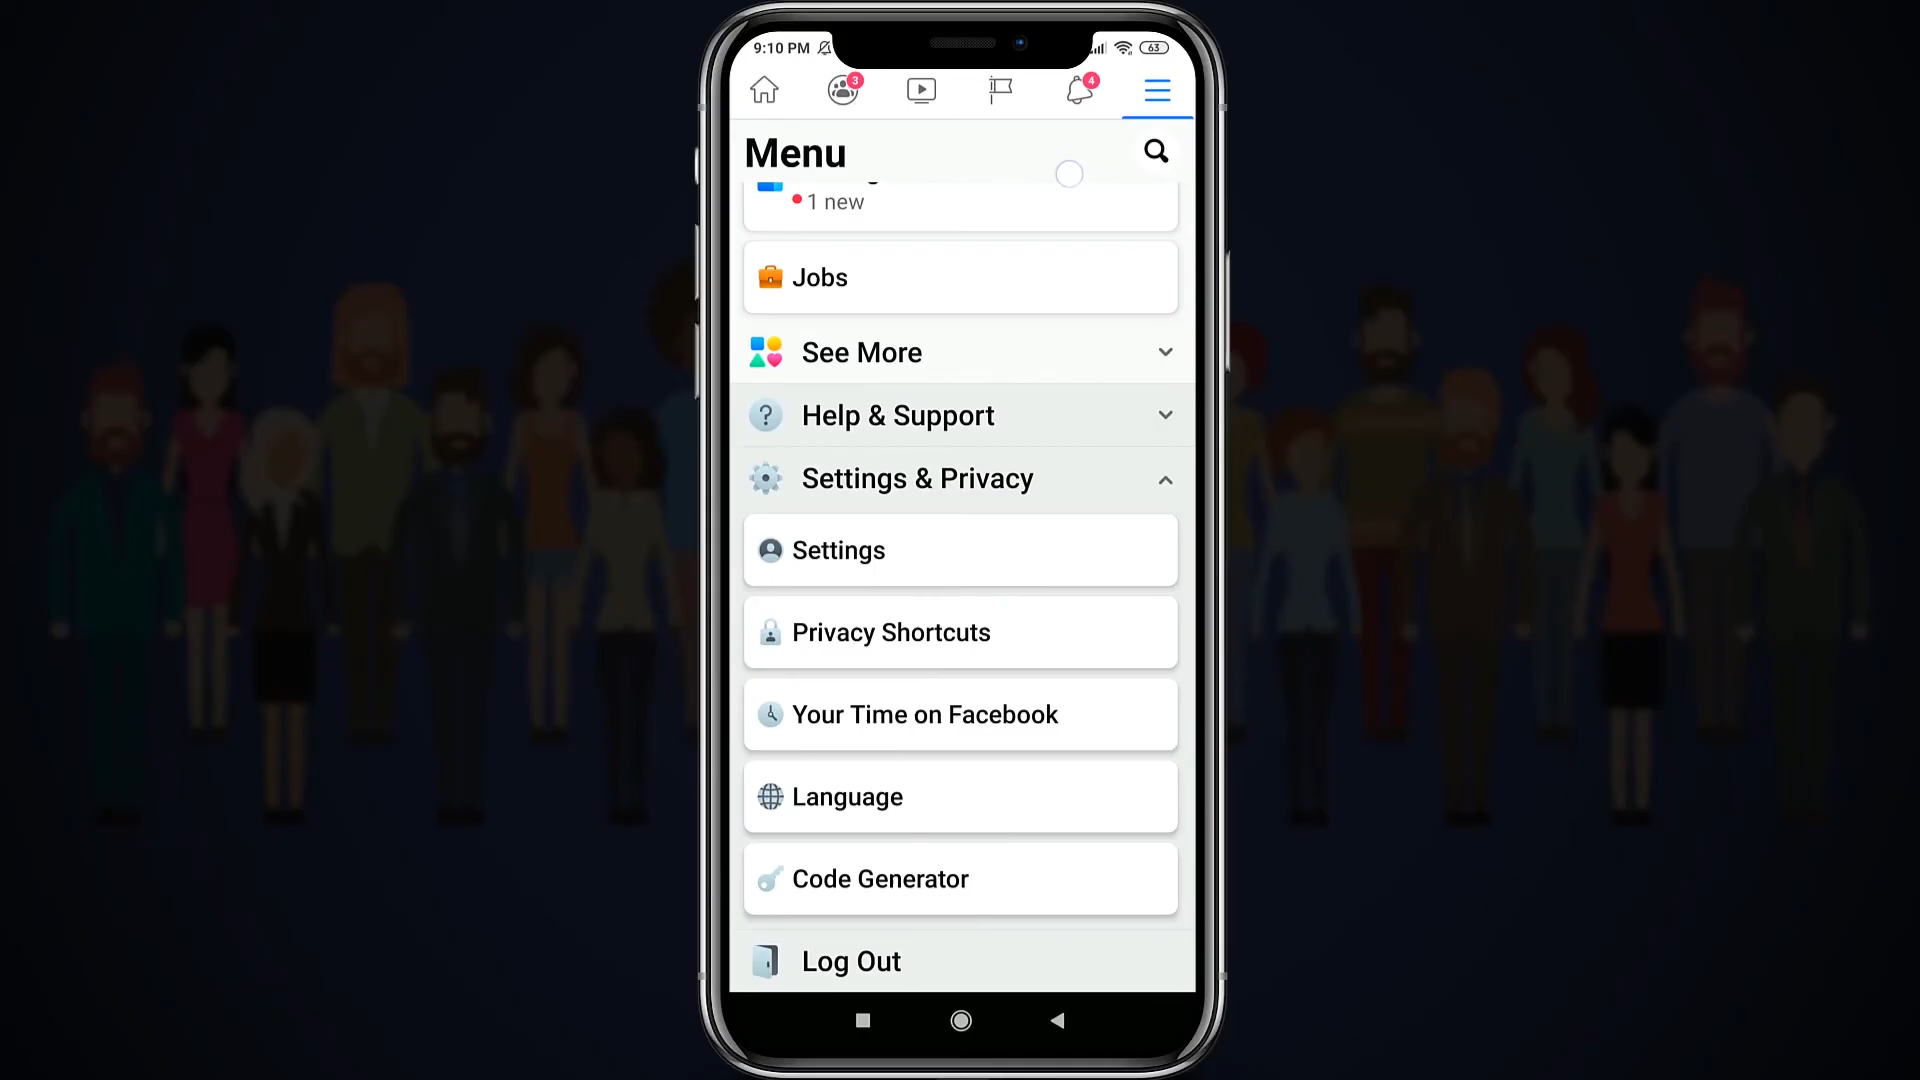 9:10 PM
63
3
4
Menu
1 new
Jobs
See More
Help & Support
Settings & Privacy
Settings
Privacy Shortcuts
Your Time on Facebook
Language
Code Generator
Log Out